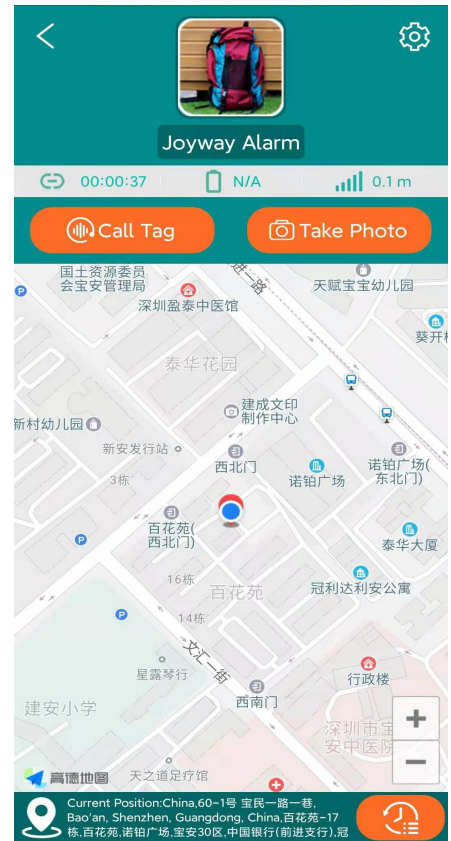 Joyway Alarm
00:00:37
N/A
0.1 m
Call Tag
Take Photo
国土资源委员
会宝安管理局
进一路
天赋宝宝幼儿园
深圳盈泰中医馆
葵开
泰华花园
建成文印
制作中心
新村幼儿园
新安发行站
西北门
诺铂广场(
东北门)
3栋
诺铂广场
百花苑(
西北门)
泰华大厦
16栋
百花苑
冠利达利安公寓
14栋
文汇一街
星露琴行
行政楼
西南门
建安小学
深圳市宝
安中医院
+
−
高德地图
天之道足疗馆
Current Position:China,60-1号 宝民一路一巷,
Bao'an, Shenzhen, Guangdong, China,百花苑-17
栋,百花苑,诺铂广场,宝安30区,中国银行(前进支行),冠